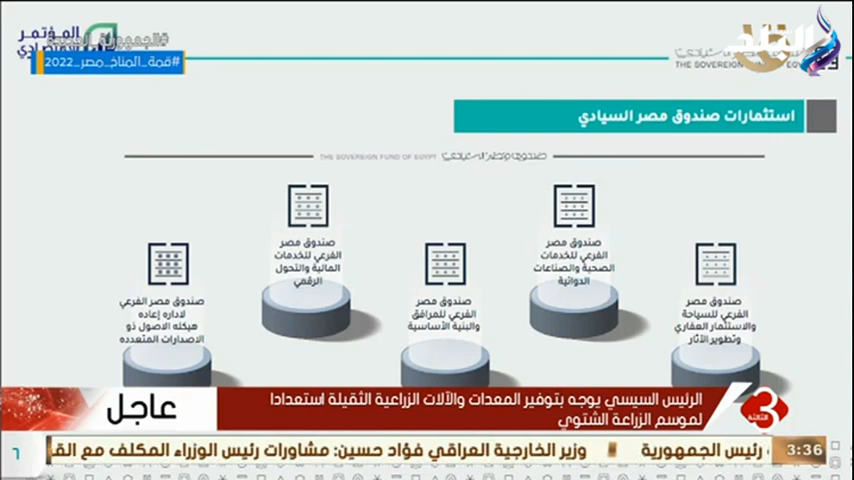 المؤتمر
الاقتصادي
#الجمهورية_الجديدة
#قمة_المناخ_مصر_2022
THE SOVEREIGN
البلد
استثمارات صندوق مصر السيادي
THE SOVEREIGN FUND OF EGYPT
صندوق مصر
الفرعي للخدمات
الصحية والصناعات
الدوائية
صندوق مصر
الفرعي للخدمات
المالية والتحول
الرقمي
صندوق مصر
الفرعي للسياحة
والاستثمار العقاري
وتطوير الآثار
صندوق مصر
الفرعي للمرافق
والبنية الأساسية
صندوق مصر الفرعي
لاداره إعاده
هيكله الاصول ذو
الاصدارات المتعدده
3
الثالثة
الرئيس السيسي يوجه بتوفير المعدات والآلات الزراعية الثقيلة استعدادا
لموسم الزراعة الشتوي
عاجل
3:36
رئيس الجمهورية
وزير الخارجية العراقي فؤاد حسين: مشاورات رئيس الوزراء المكلف مع